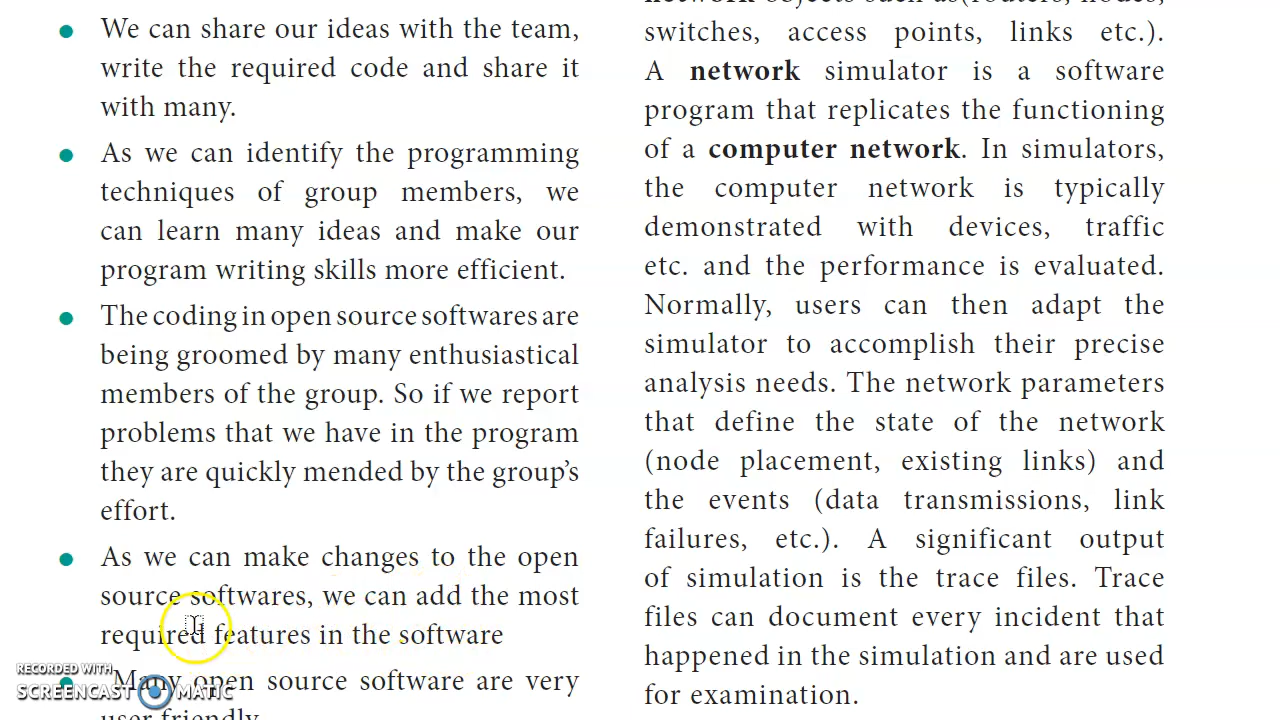 We can share our ideas with the team,
write the required code and share it
with many.
As we can identify the programming
techniques of group members, we
can learn many ideas and make our
program writing skills more efficient.
The coding in open source softwares are
being groomed by many enthusiastical
members of the group. So if we report
problems that we have in the program
they are quickly mended by the group's
effort.
As we can make changes to the open
source softwares, we can add the most
required features in the software
Many open source software are very
user friendly.
network objects such as(routers, nodes,
switches, access points, links etc.).
A network simulator is a software
program that replicates the functioning
of a computer network. In simulators,
the computer network is typically
demonstrated with devices, traffic
etc. and the performance is evaluated.
Normally, users can then adapt the
simulator to accomplish their precise
analysis needs. The network parameters
that define the state of the network
(node placement, existing links) and
the events (data transmissions, link
failures, etc.). A significant output
of simulation is the trace files. Trace
files can document every incident that
happened in the simulation and are used
for examination.
RECORDED WITH
SCREENCAST MATIC